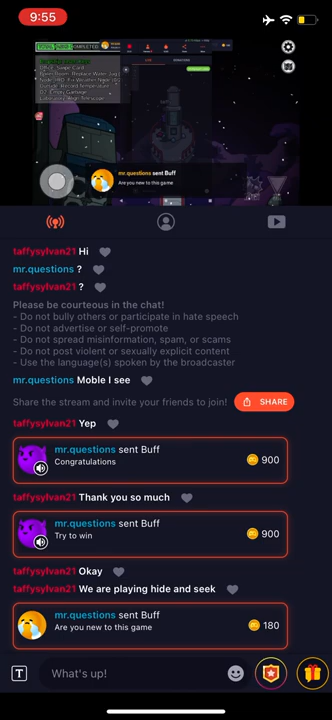 9:55
COMPLETED
LIVE
mr.questions sent Buff
Are you new to this game
taffysylvan21 Hi
mr.questions ?
taffysylvan21 ?
Please be courteous in the chat!
- Do not bully others or participate in hate speech
- Do not advertise or self-promote
- Do not spread misinformation, spam, or scams
- Do not post violent or sexually explicit content
- Use the language(s) spoken by the broadcaster
mr.questions Moble I see
Share the stream and invite your friends to join!
SHARE
taffysylvan21 Yep
mr.questions sent Buff
Congratulations
900
taffysylvan21 Thank you so much
mr.questions sent Buff
Try to win
900
taffysylvan21 Okay
taffysylvan21 We are playing hide and seek
mr.questions sent Buff
Are you new to this game
180
T
What's up!